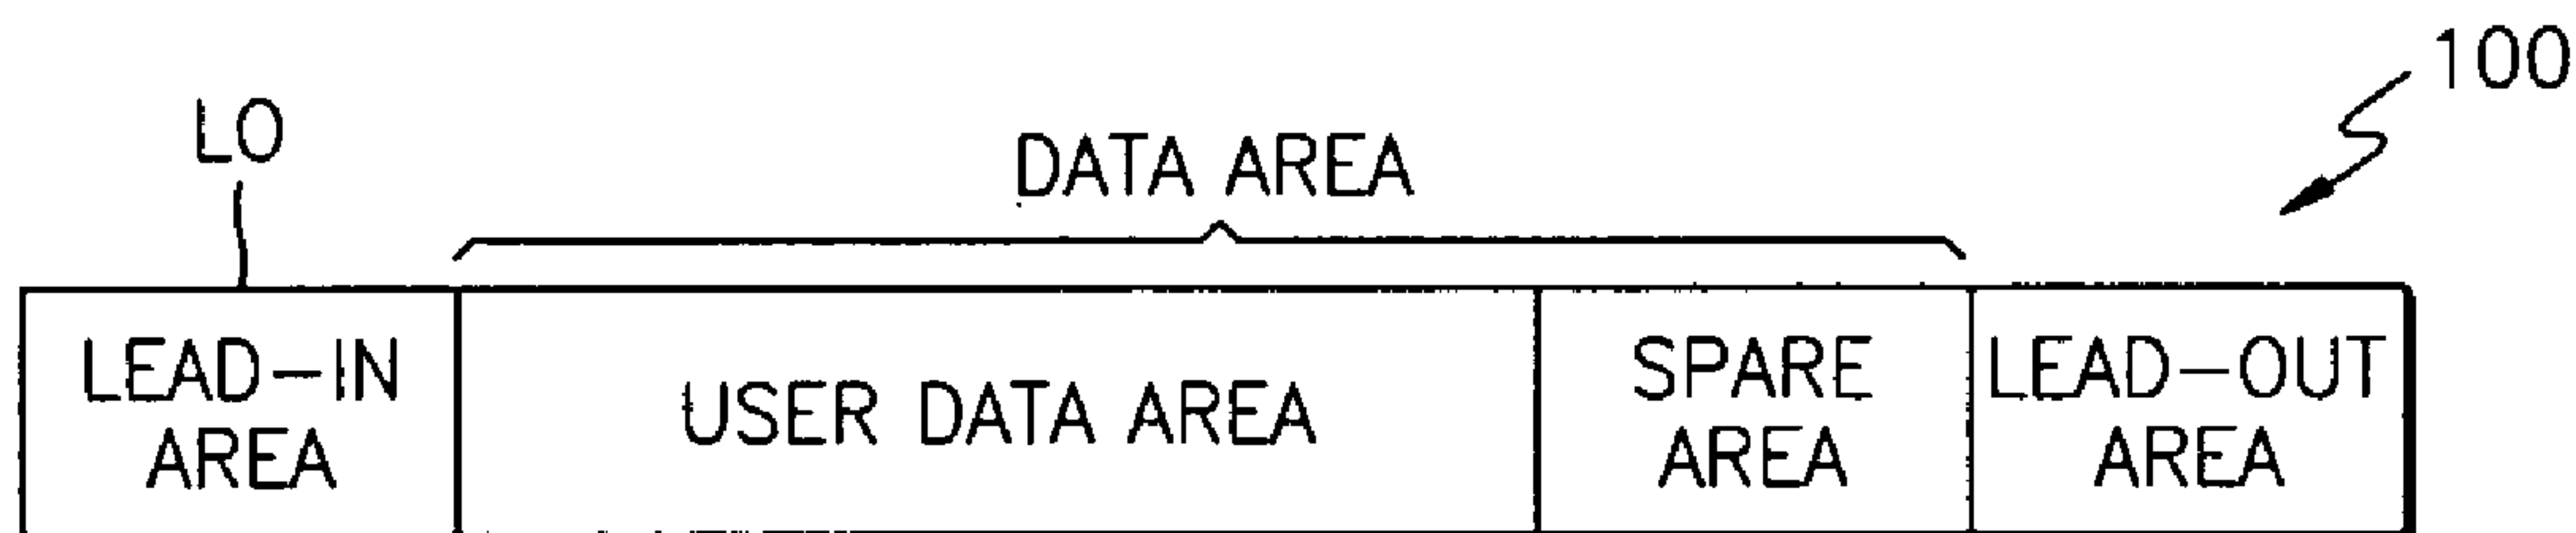 100
LO
DATA AREA
LEAD-IN
AREA
USER DATA AREA
SPARE
AREA
LEAD-OUT
AREA